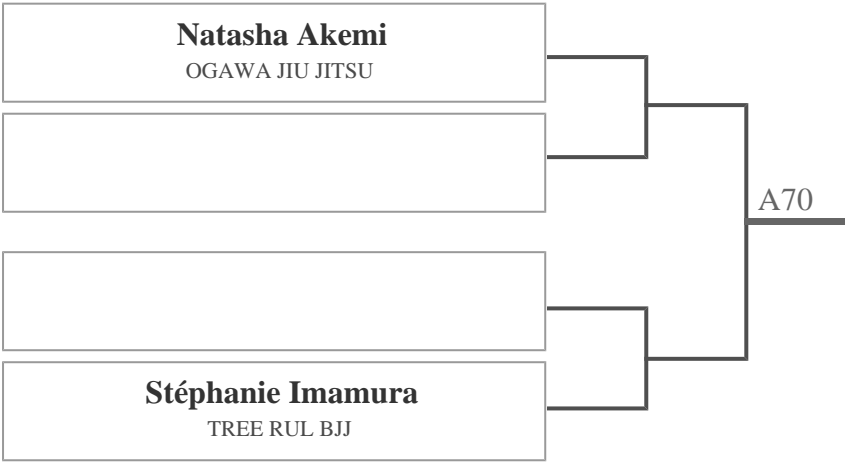 Natasha Akemi
OGAWA JIU JITSU
A70
Stéphanie Imamura
TREE RUL BJJ